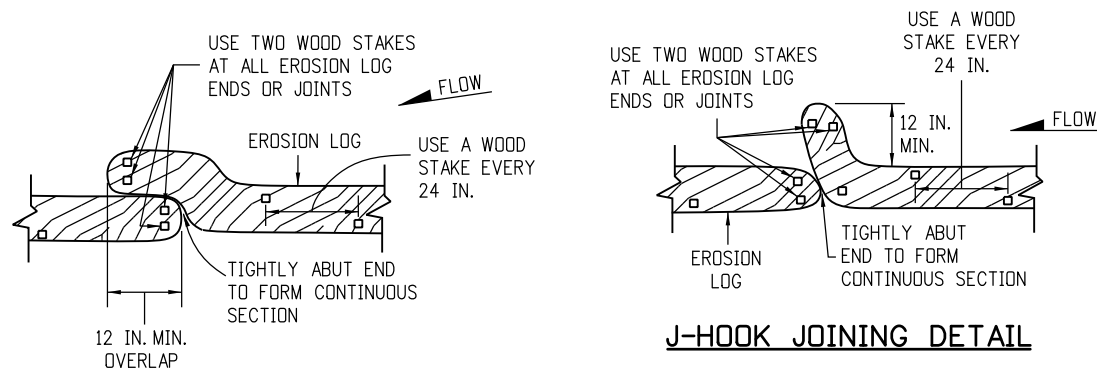 USE TWO WOOD STAKES
AT ALL EROSION LOG
ENDS OR JOINTS
FLOW
EROSION LOG
USE A WOOD
STAKE EVERY
24 IN.
TIGHTLY ABUT END
TO FORM CONTINUOUS
SECTION
12 IN. MIN.
OVERLAP
USE A WOOD
STAKE EVERY
24 IN.
USE TWO WOOD STAKES
AT ALL EROSION LOG
ENDS OR JOINTS
12 IN.
MIN.
FLOW
EROSION
LOG
TIGHTLY ABUT
END TO FORM
CONTINUOUS SECTION
J-HOOK JOINING DETAIL